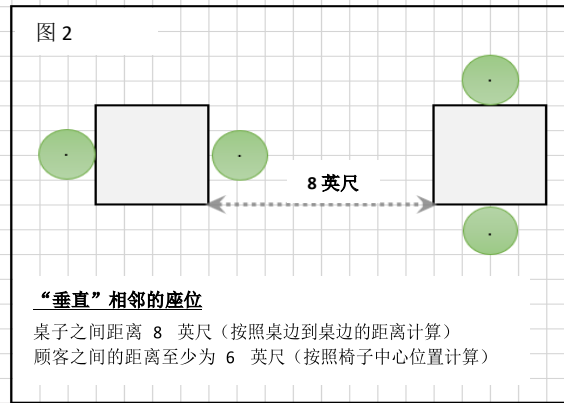 图 2
8 英尺
“垂直”相邻的座位
桌子之间距离 8 英尺（按照桌边到桌边的距离计算）
顾客之间的距离至少为 6 英尺（按照椅子中心位置计算）